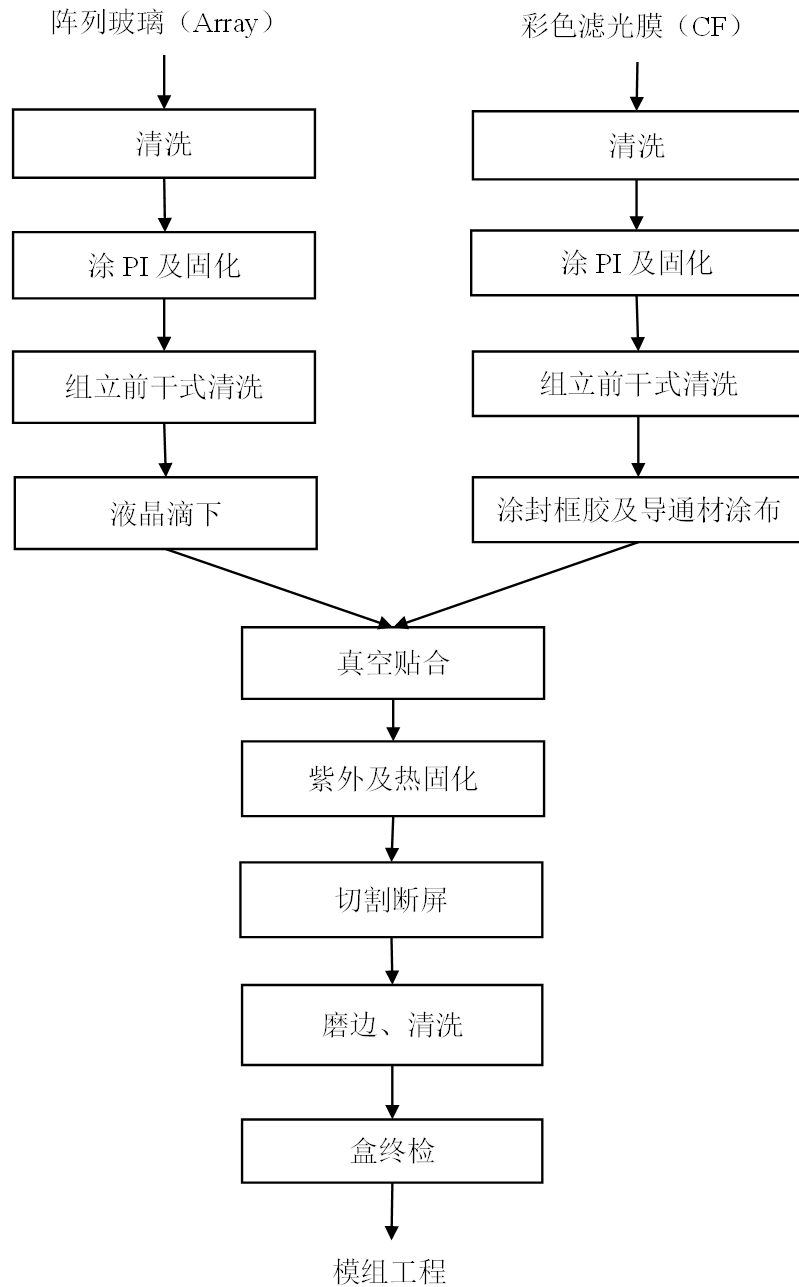 阵列玻璃（Array）
清洗
涂 PI 及固化
组立前干式清洗
液晶滴下
彩色滤光膜（CF）
清洗
涂 PI 及固化
组立前干式清洗
涂封框胶及导通材涂布
真空贴合
紫外及热固化
切割断屏
磨边、清洗
盒终检
模组工程